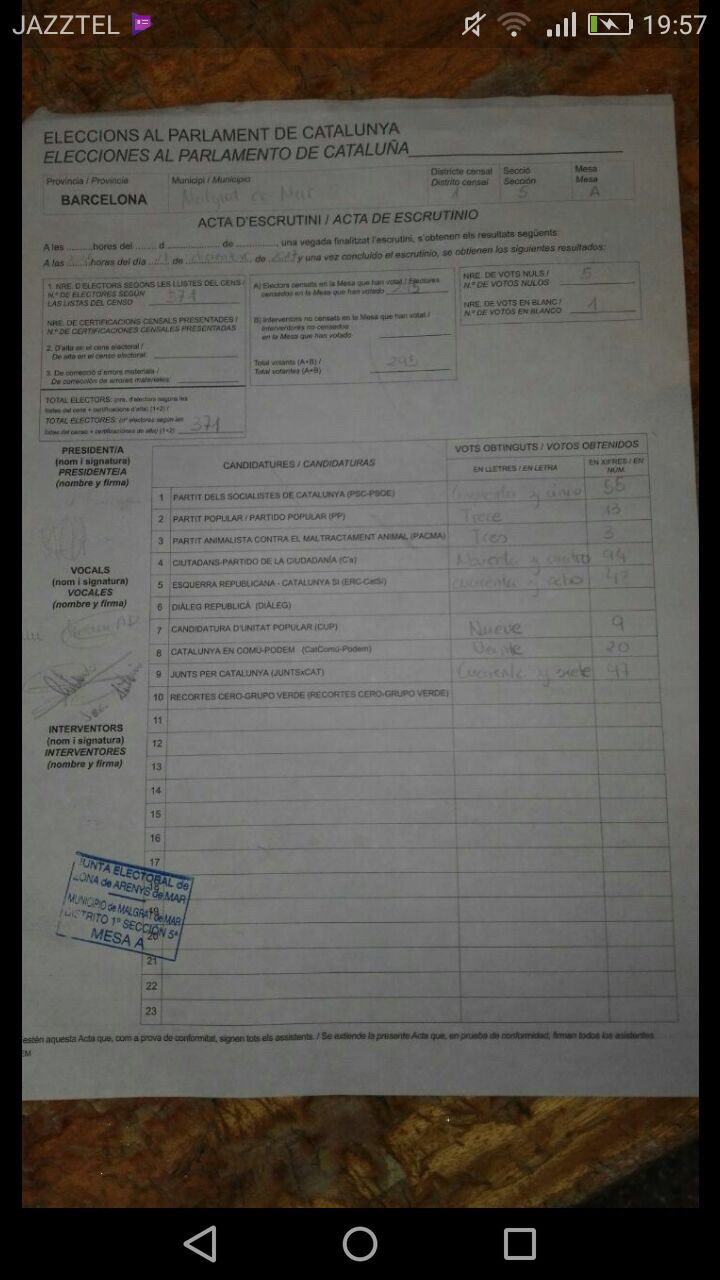 JAZZTEL 19:57
ELECCIONS AL PARLAMENT DE CATALUNYA
ELECCIONES AL PARLAMENTO DE CATALUÑA
Província / Provincia Municipi / Municipio Districte censal Secció Mesa
Distrito censal Sección Mesa
BARCELONA Malgrat de Mar 1 5 A
ACTA D'ESCRUTINI / ACTA DE ESCRUTINIO
A les ......... hores del ....... d ................. de ............., una vegada finalitzat l'escrutini, s'obtenen els resultats següents:
A las horas del día 21 de diciembre de 2017 y una vez concluido el escrutinio, se obtienen los siguientes resultados:
1. NRE. D'ELECTORS SEGONS LES LLISTES DEL CENS /
N.º DE ELECTORES SEGÚN
LAS LISTAS DEL CENSO 371
NRE. DE CERTIFICACIONS CENSALS PRESENTADES /
N.º DE CERTIFICACIONES CENSALES PRESENTADAS
2. D'alta en el cens electoral /
De alta en el censo electoral:
3. De correcció d'errors materials /
De corrección de errores materiales:
TOTAL ELECTORS: (nre. d'electors segons les
llistes del cens + certificacions d'alta) (1+2) /
TOTAL ELECTORES: (nº electores según las
listas del censo + certificaciones de alta) (1+2) 371
A) Electors censats en la Mesa que han votat / Electores
censados en la Mesa que han votado
B) Interventors no censats en la Mesa que han votat /
Interventores no censados
en la Mesa que han votado
Total votants (A+B) /
Total votantes (A+B) 295
NRE. DE VOTS NULS /
N.º DE VOTOS NULOS 5
NRE. DE VOTS EN BLANC /
N.º DE VOTOS EN BLANCO 1
PRESIDENT/A
(nom i signatura)
PRESIDENTE/A
(nombre y firma)
VOCALS
(nom i signatura)
VOCALES
(nombre y firma)
INTERVENTORS
(nom i signatura)
INTERVENTORES
(nombre y firma)
CANDIDATURES / CANDIDATURAS VOTS OBTINGUTS / VOTOS OBTENIDOS
EN LLETRES / EN LETRA EN XIFRES / EN NÚM.
1 PARTIT DELS SOCIALISTES DE CATALUNYA (PSC-PSOE) cincuenta y cinco 55
2 PARTIT POPULAR / PARTIDO POPULAR (PP) Trece 13
3 PARTIT ANIMALISTA CONTRA EL MALTRACTAMENT ANIMAL (PACMA) Tres 3
4 CIUTADANS-PARTIDO DE LA CIUDADANÍA (C's) Noventa y cuatro 94
5 ESQUERRA REPUBLICANA - CATALUNYA SÍ (ERC-CatSí) cuarenta y ocho
6 DIÀLEG REPUBLICÀ (DIÀLEG)
7 CANDIDATURA D'UNITAT POPULAR (CUP) Nueve 9
8 CATALUNYA EN COMÚ-PODEM (CatComú-Podem) Veinte 20
9 JUNTS PER CATALUNYA (JUNTSxCAT) Cuarenta y siete 47
10 RECORTES CERO-GRUPO VERDE (RECORTES CERO-GRUPO VERDE)
11
12
13
14
15
16
17
18
19
20
21
22
23
JUNTA ELECTORAL de
ZONA de ARENYS de MAR
MUNICIPIO de MALGRAT de MAR
DISTRITO 1º SECCIÓN 5ª
MESA A
estén aquesta Acta que, com a prova de conformitat, signen tots els assistents. / Se extiende la presente Acta que, en prueba de conformidad, firman todos los asistentes.